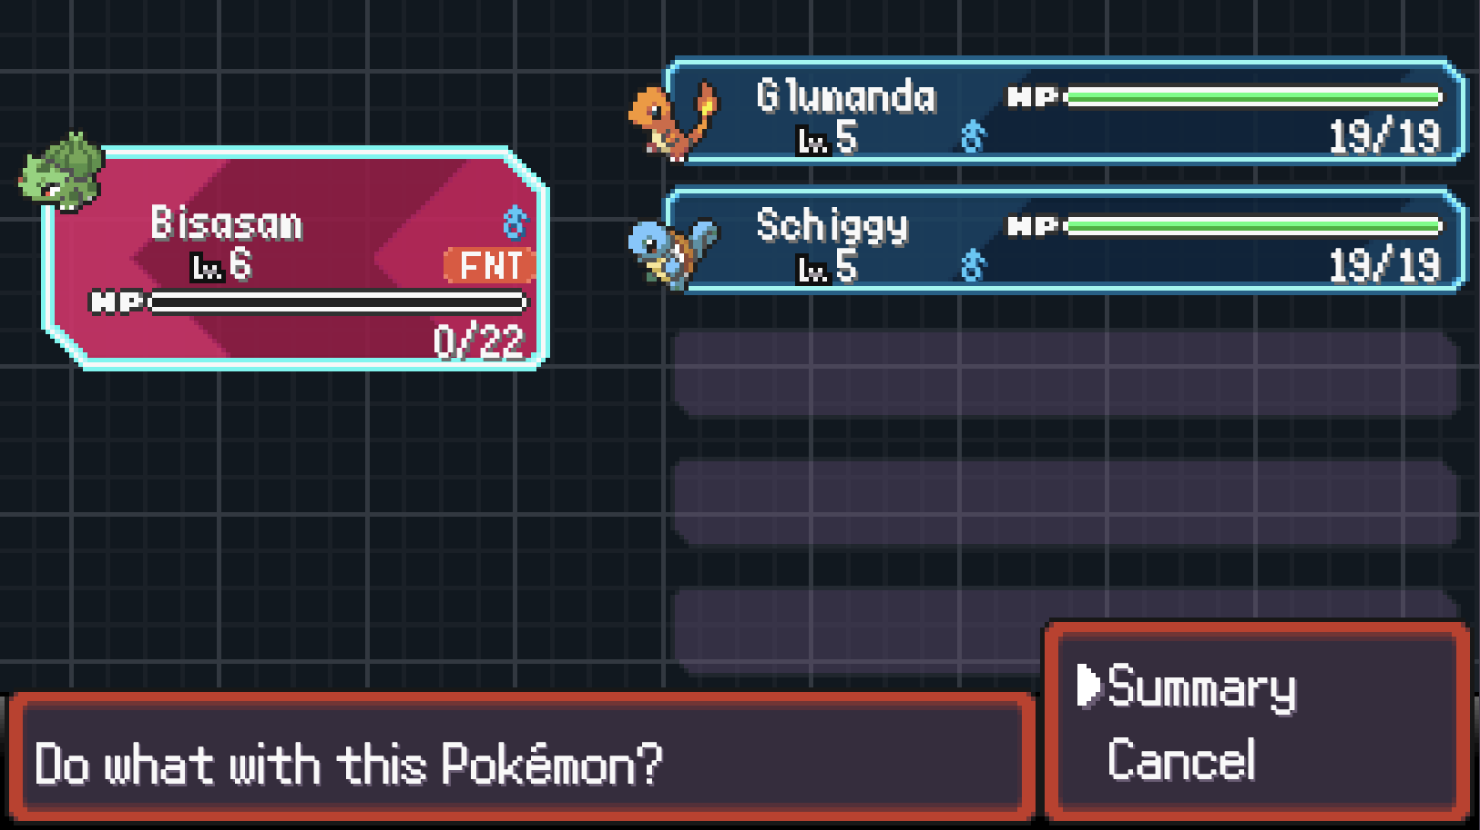 Bisasam
Lv. 6
FNT
HP
0/22
Glumanda
HP
Lv. 5
19/19
Schiggy
HP
Lv. 5
19/19
Do what with this Pokémon?
Summary
Cancel